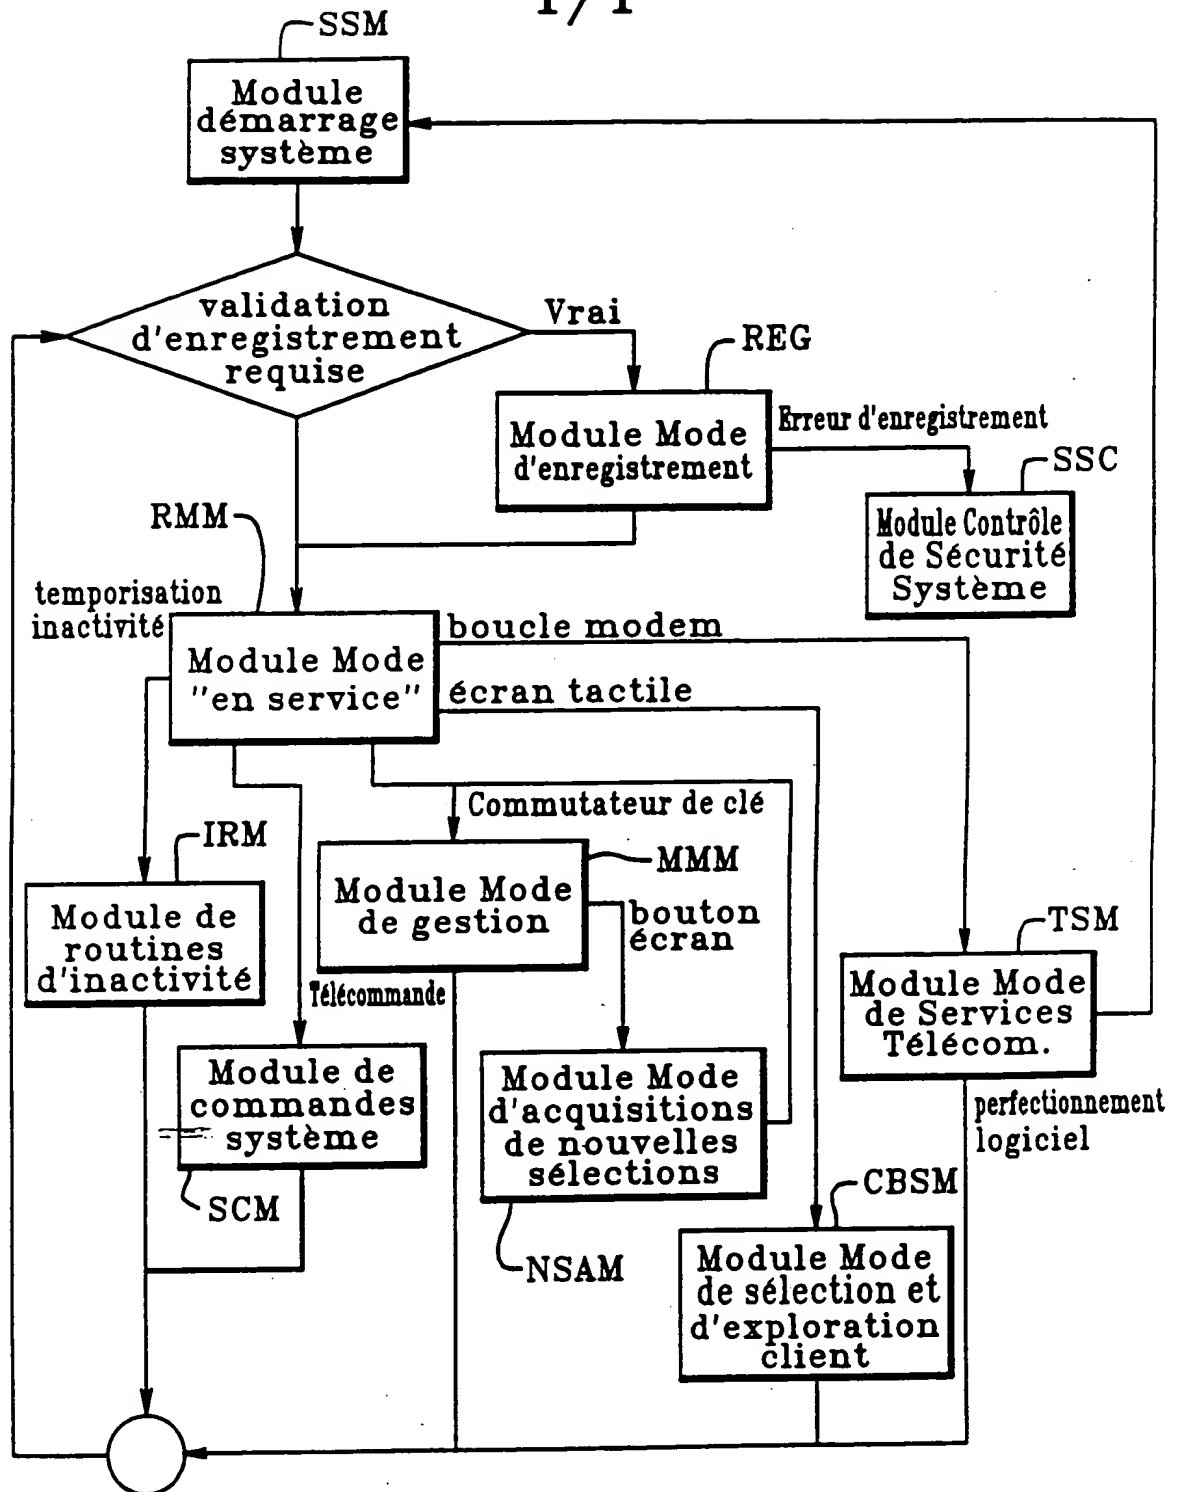 1/1
SSM
Module
démarrage
système
validation
d'enregistrement
requise
Vrai
REG
Module Mode
d'enregistrement
Erreur d'enregistrement
SSC
Module Contrôle
de Sécurité
Système
RMM
temporisation
inactivité
Module Mode
"en service"
boucle modem
écran tactile
Commutateur de clé
IRM
Module de
routines
d'inactivité
MMM
Module Mode
de gestion
bouton
écran
Télécommande
TSM
Module Mode
de Services
Télécom.
perfectionnement
logiciel
Module de
commandes
système
SCM
Module Mode
d'acquisitions
de nouvelles
sélections
NSAM
CBSM
Module Mode
de sélection et
d'exploration
client